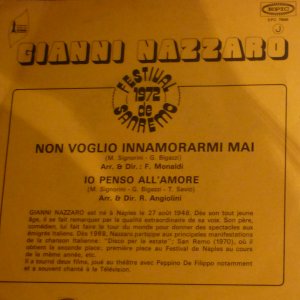 EPIC
EPC 7948
J
GIANNI NAZZARO
FESTIVAL
1972
de
SANREMO
NON VOGLIO INNAMORARMI MAI
(M. Signorini - G. Bigazzi)
Arr. & Dir.: F. Monaldi
IO PENSO ALL'AMORE
(M. Signorini - G. Bigazzi - T. Savio)
Arr. & Dir. R. Angiolini
GIANNI NAZZARO est né à Naples le 27 août 1948. Dès son tout jeune
âge, il se fait remarquer par la qualité extraordinaire de sa voix. Son père,
comédien, lui fait faire le tour du monde pour donner des spectacles aux
émigrés Italiens. Dès 1969, Nazzaro participe aux principales manifestations
de la chanson italienne: "Disco per l'estate"; San Remo (1970), où il
obtient la seconde place; première place au Festival de Naples au cours
de la même année, etc.
Il a tourné deux films, joué au théâtre avec Peppino De Filippo notamment
et a souvent chanté à la Télévision.